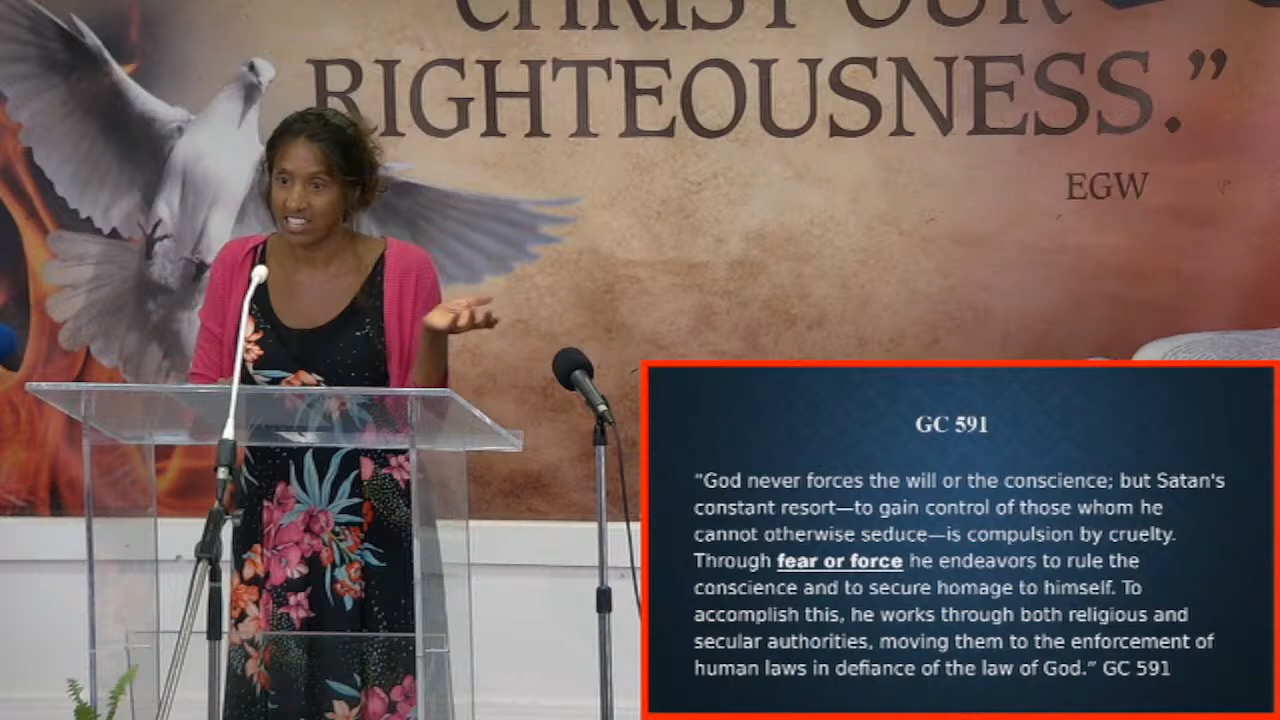 CHRIST OUR
RIGHTEOUSNESS.”
EGW
GC 591
“God never forces the will or the conscience; but Satan's
constant resort—to gain control of those whom he
cannot otherwise seduce—is compulsion by cruelty.
Through fear or force he endeavors to rule the
conscience and to secure homage to himself. To
accomplish this, he works through both religious and
secular authorities, moving them to the enforcement of
human laws in defiance of the law of God.” GC 591